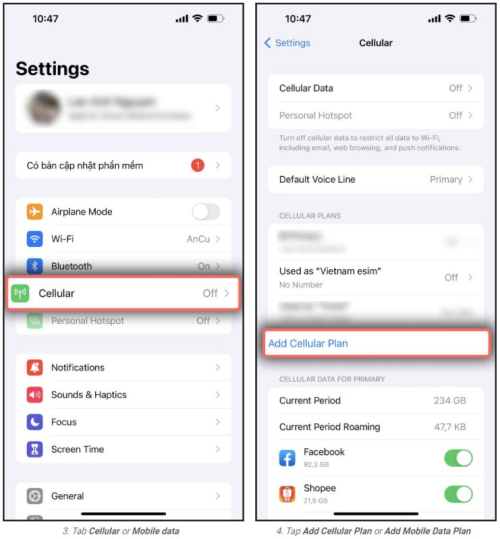 10:47
Settings
Có bản cập nhật phần mềm
1
Airplane Mode
Wi-Fi
AnCu
Bluetooth
On
Cellular
Off
Personal Hotspot
Off
Notifications
Sounds & Haptics
Focus
Screen Time
General
3. Tab Cellular or Mobile data
10:47
Settings
Cellular
Cellular Data
Off
Personal Hotspot
Off
Turn off cellular data to restrict all data to Wi-Fi,
including email, web browsing, and push notifications.
Default Voice Line
Primary
CELLULAR PLANS
Used as “Vietnam esim”
No Number
Off
Add Cellular Plan
CELLULAR DATA FOR PRIMARY
Current Period
234 GB
Current Period Roaming
47,7 KB
Facebook
92,3 GB
Shopee
21,9 GB
4. Tap Add Cellular Plan or Add Mobile Data Plan